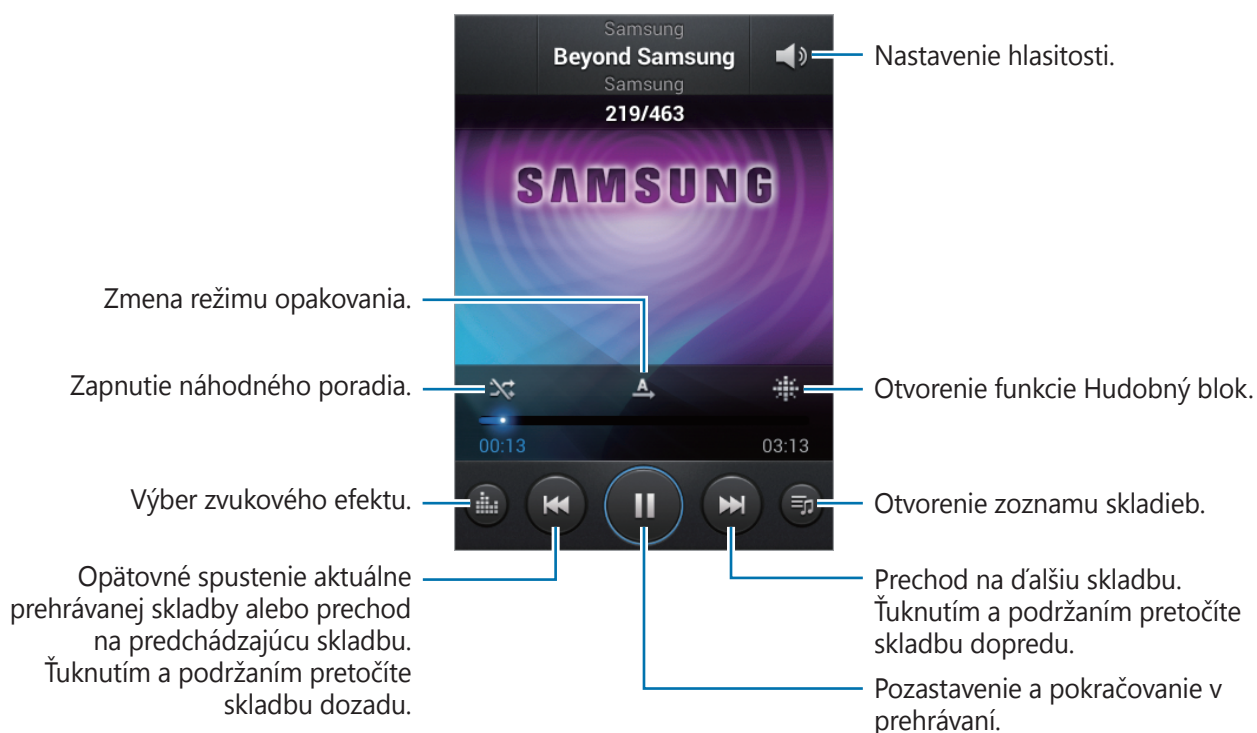 Samsung
Beyond Samsung
Samsung
219/463
Nastavenie hlasitosti.
SAMSUNG
Zmena režimu opakovania.
A
Zapnutie náhodného poradia.
Otvorenie funkcie Hudobný blok.
00:13
03:13
Výber zvukového efektu.
Otvorenie zoznamu skladieb.
Opätovné spustenie aktuálne
prehrávanej skladby alebo prechod
na predchádzajúcu skladbu.
Ťuknutím a podržaním pretočíte
skladbu dozadu.
Prechod na ďalšiu skladbu.
Ťuknutím a podržaním pretočíte
skladbu dopredu.
Pozastavenie a pokračovanie v
prehrávaní.